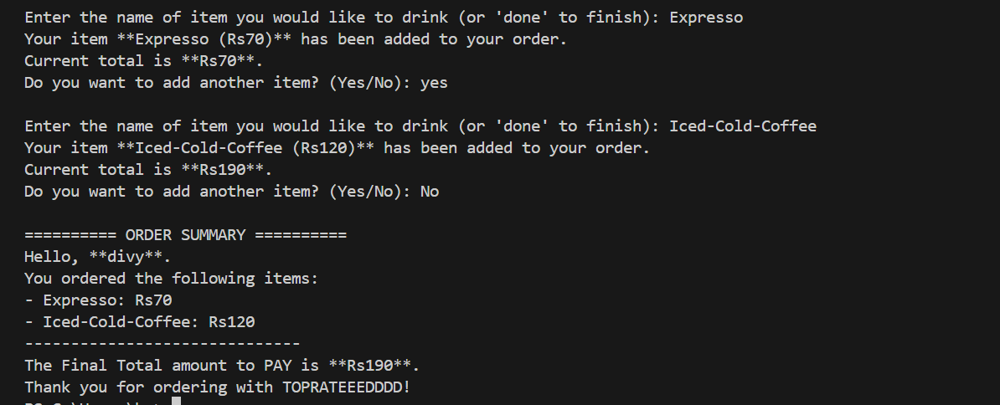 Enter the name of item you would like to drink (or 'done' to finish): Expresso
Your item **Expresso (Rs70)** has been added to your order.
Current total is **Rs70**.
Do you want to add another item? (Yes/No): yes
Enter the name of item you would like to drink (or 'done' to finish): Iced-Cold-Coffee
Your item **Iced-Cold-Coffee (Rs120)** has been added to your order.
Current total is **Rs190**.
Do you want to add another item? (Yes/No): No
========== ORDER SUMMARY ==========
Hello, **divy**.
You ordered the following items:
- Expresso: Rs70
- Iced-Cold-Coffee: Rs120
------------------------------
The Final Total amount to PAY is **Rs190**.
Thank you for ordering with TOPRATEEEDDDD!